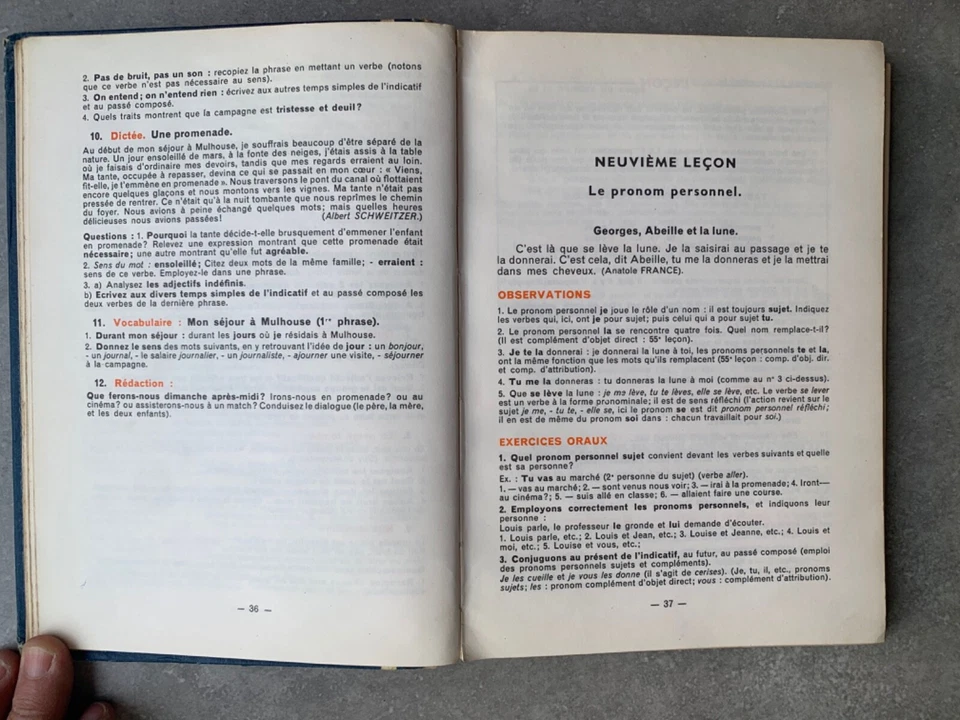 2. Pas de bruit, pas un son : recopiez la phrase en mettant un verbe (notons
que ce verbe n'est pas nécessaire au sens).
3. On entend; on n'entend rien : écrivez aux autres temps simples de l'indicatif
et au passé composé.
4. Quels traits montrent que la campagne est tristesse et deuil?
10. Dictée. Une promenade.
Au début de mon séjour à Mulhouse, je souffrais beaucoup d'être séparé de la
nature. Un jour ensoleillé de mars, à la fonte des neiges, j'étais assis à la table
où je faisais d'ordinaire mes devoirs, tandis que mes regards erraient au loin.
Ma tante, occupée à repasser, devina ce qui se passait en mon cœur : « Viens,
fit-elle, je t'emmène en promenade ». Nous traversons le pont du canal où flottaient
encore quelques glaçons et nous montons vers les vignes. Ma tante n'était pas
pressée de rentrer. Ce n'était qu'à la nuit tombante que nous reprîmes le chemin
du foyer. Nous avions à peine échangé quelques mots; mais quelles heures
délicieuses nous avions passées! (Albert SCHWEITZER.)
Questions : 1. Pourquoi la tante décide-t-elle brusquement d'emmener l'enfant
en promenade? Relevez une expression montrant que cette promenade était
nécessaire; une autre montrant qu'elle fut agréable.
2. Sens du mot : ensoleillé; Citez deux mots de la même famille; - erraient :
sens de ce verbe. Employez-le dans une phrase.
3. a) Analysez les adjectifs indéfinis.
b) Ecrivez aux divers temps simples de l'indicatif et au passé composé les
deux verbes de la dernière phrase.
11. Vocabulaire : Mon séjour à Mulhouse (1re phrase).
1. Durant mon séjour : durant les jours où je résidais à Mulhouse.
2. Donnez le sens des mots suivants, en y retrouvant l'idée de jour : un bonjour,
- un journal, - le salaire journalier, - un journaliste, - ajourner une visite, - séjourner
à la campagne.
12. Rédaction :
Que ferons-nous dimanche après-midi? Irons-nous en promenade? ou au
cinéma? ou assisterons-nous à un match? Conduisez le dialogue (le père, la mère,
et les deux enfants).
— 36 —
NEUVIÈME LEÇON
Le pronom personnel.
Georges, Abeille et la lune.
C'est là que se lève la lune. Je la saisirai au passage et je te
la donnerai. C'est cela, dit Abeille, tu me la donneras et je la mettrai
dans mes cheveux. (Anatole FRANCE).
OBSERVATIONS
1. Le pronom personnel je joue le rôle d'un nom : il est toujours sujet. Indiquez
les verbes qui, ici, ont je pour sujet; puis celui qui a pour sujet tu.
2. Le pronom personnel la se rencontre quatre fois. Quel nom remplace-t-il?
(Il est complément d'objet direct : 55e leçon).
3. Je te la donnerai : je donnerai la lune à toi, les pronoms personnels te et la,
ont la même fonction que les mots qu'ils remplacent (55e leçon : comp. d'obj. dir.
et comp. d'attribution).
4. Tu me la donneras : tu donneras la lune à moi (comme au n° 3 ci-dessus).
5. Que se lève la lune : je me lève, tu te lèves, elle se lève, etc. Le verbe se lever
est un verbe à la forme pronominale; il est de sens réfléchi (l'action revient sur le
sujet je me, - tu te, - elle se, ici le pronom se est dit pronom personnel réfléchi;
il en est de même du pronom soi dans : chacun travaillait pour soi.)
EXERCICES ORAUX
1. Quel pronom personnel sujet convient devant les verbes suivants et quelle
est sa personne?
Ex. : Tu vas au marché (2e personne du sujet) (verbe aller).
1. — vas au marché; 2. — sont venus nous voir; 3. — irai à la promenade; 4. Iront—
au cinéma?; 5. — suis allé en classe; 6. — allaient faire une course.
2. Employons correctement les pronoms personnels, et indiquons leur
personne :
Louis parle, le professeur le gronde et lui demande d'écouter.
1. Louis parle, etc.; 2. Louis et Jean, etc.; 3. Louise et Jeanne, etc.; 4. Louis et
moi, etc.; 5. Louise et vous, etc.;
3. Conjuguons au présent de l'indicatif, au futur, au passé composé (emploi
des pronoms personnels sujets et compléments).
Je les cueille et je vous les donne (il s'agit de cerises). (Je, tu, il, etc., pronoms
sujets; les : pronom complément d'objet direct; vous : complément d'attribution).
— 37 —